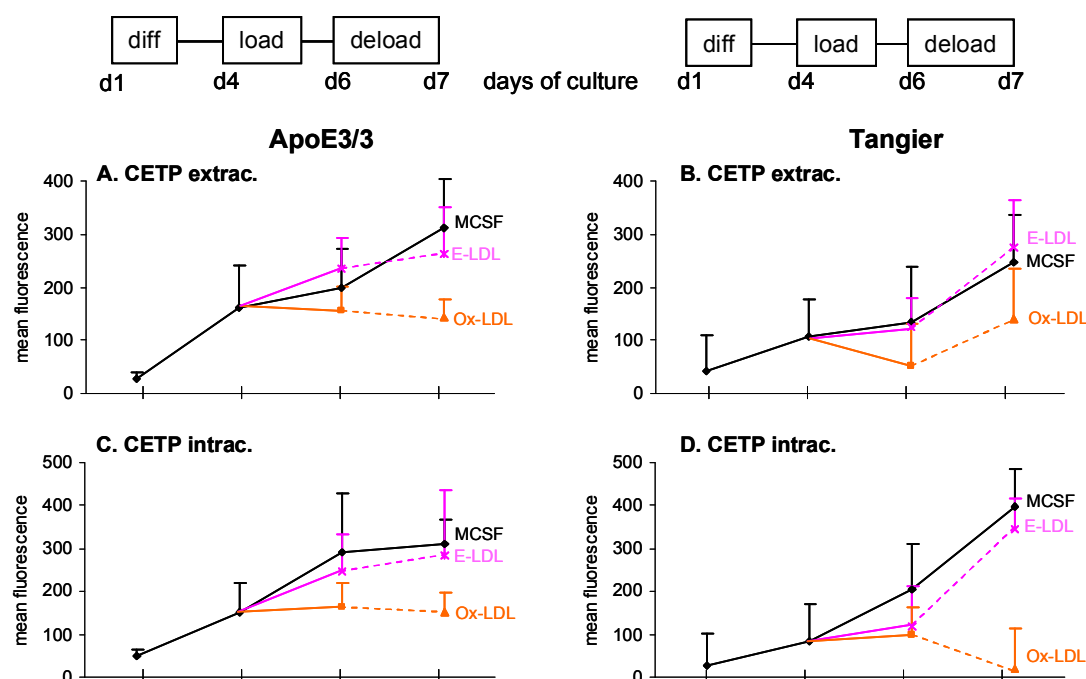 diff load deload diff load deload
d1 d4 d6 d7 days of culture d1 d4 d6 d7
ApoE3/3 Tangier
A. CETP extrac.
mean fluorescence
400
300
200
100
0
MCSF
E-LDL
Ox-LDL
B. CETP extrac.
mean fluorescence
400
300
200
100
0
E-LDL
MCSF
Ox-LDL
C. CETP intrac.
mean fluorescence
500
400
300
200
100
0
MCSF
E-LDL
Ox-LDL
D. CETP intrac.
mean fluorescence
500
400
300
200
100
0
MCSF
E-LDL
Ox-LDL